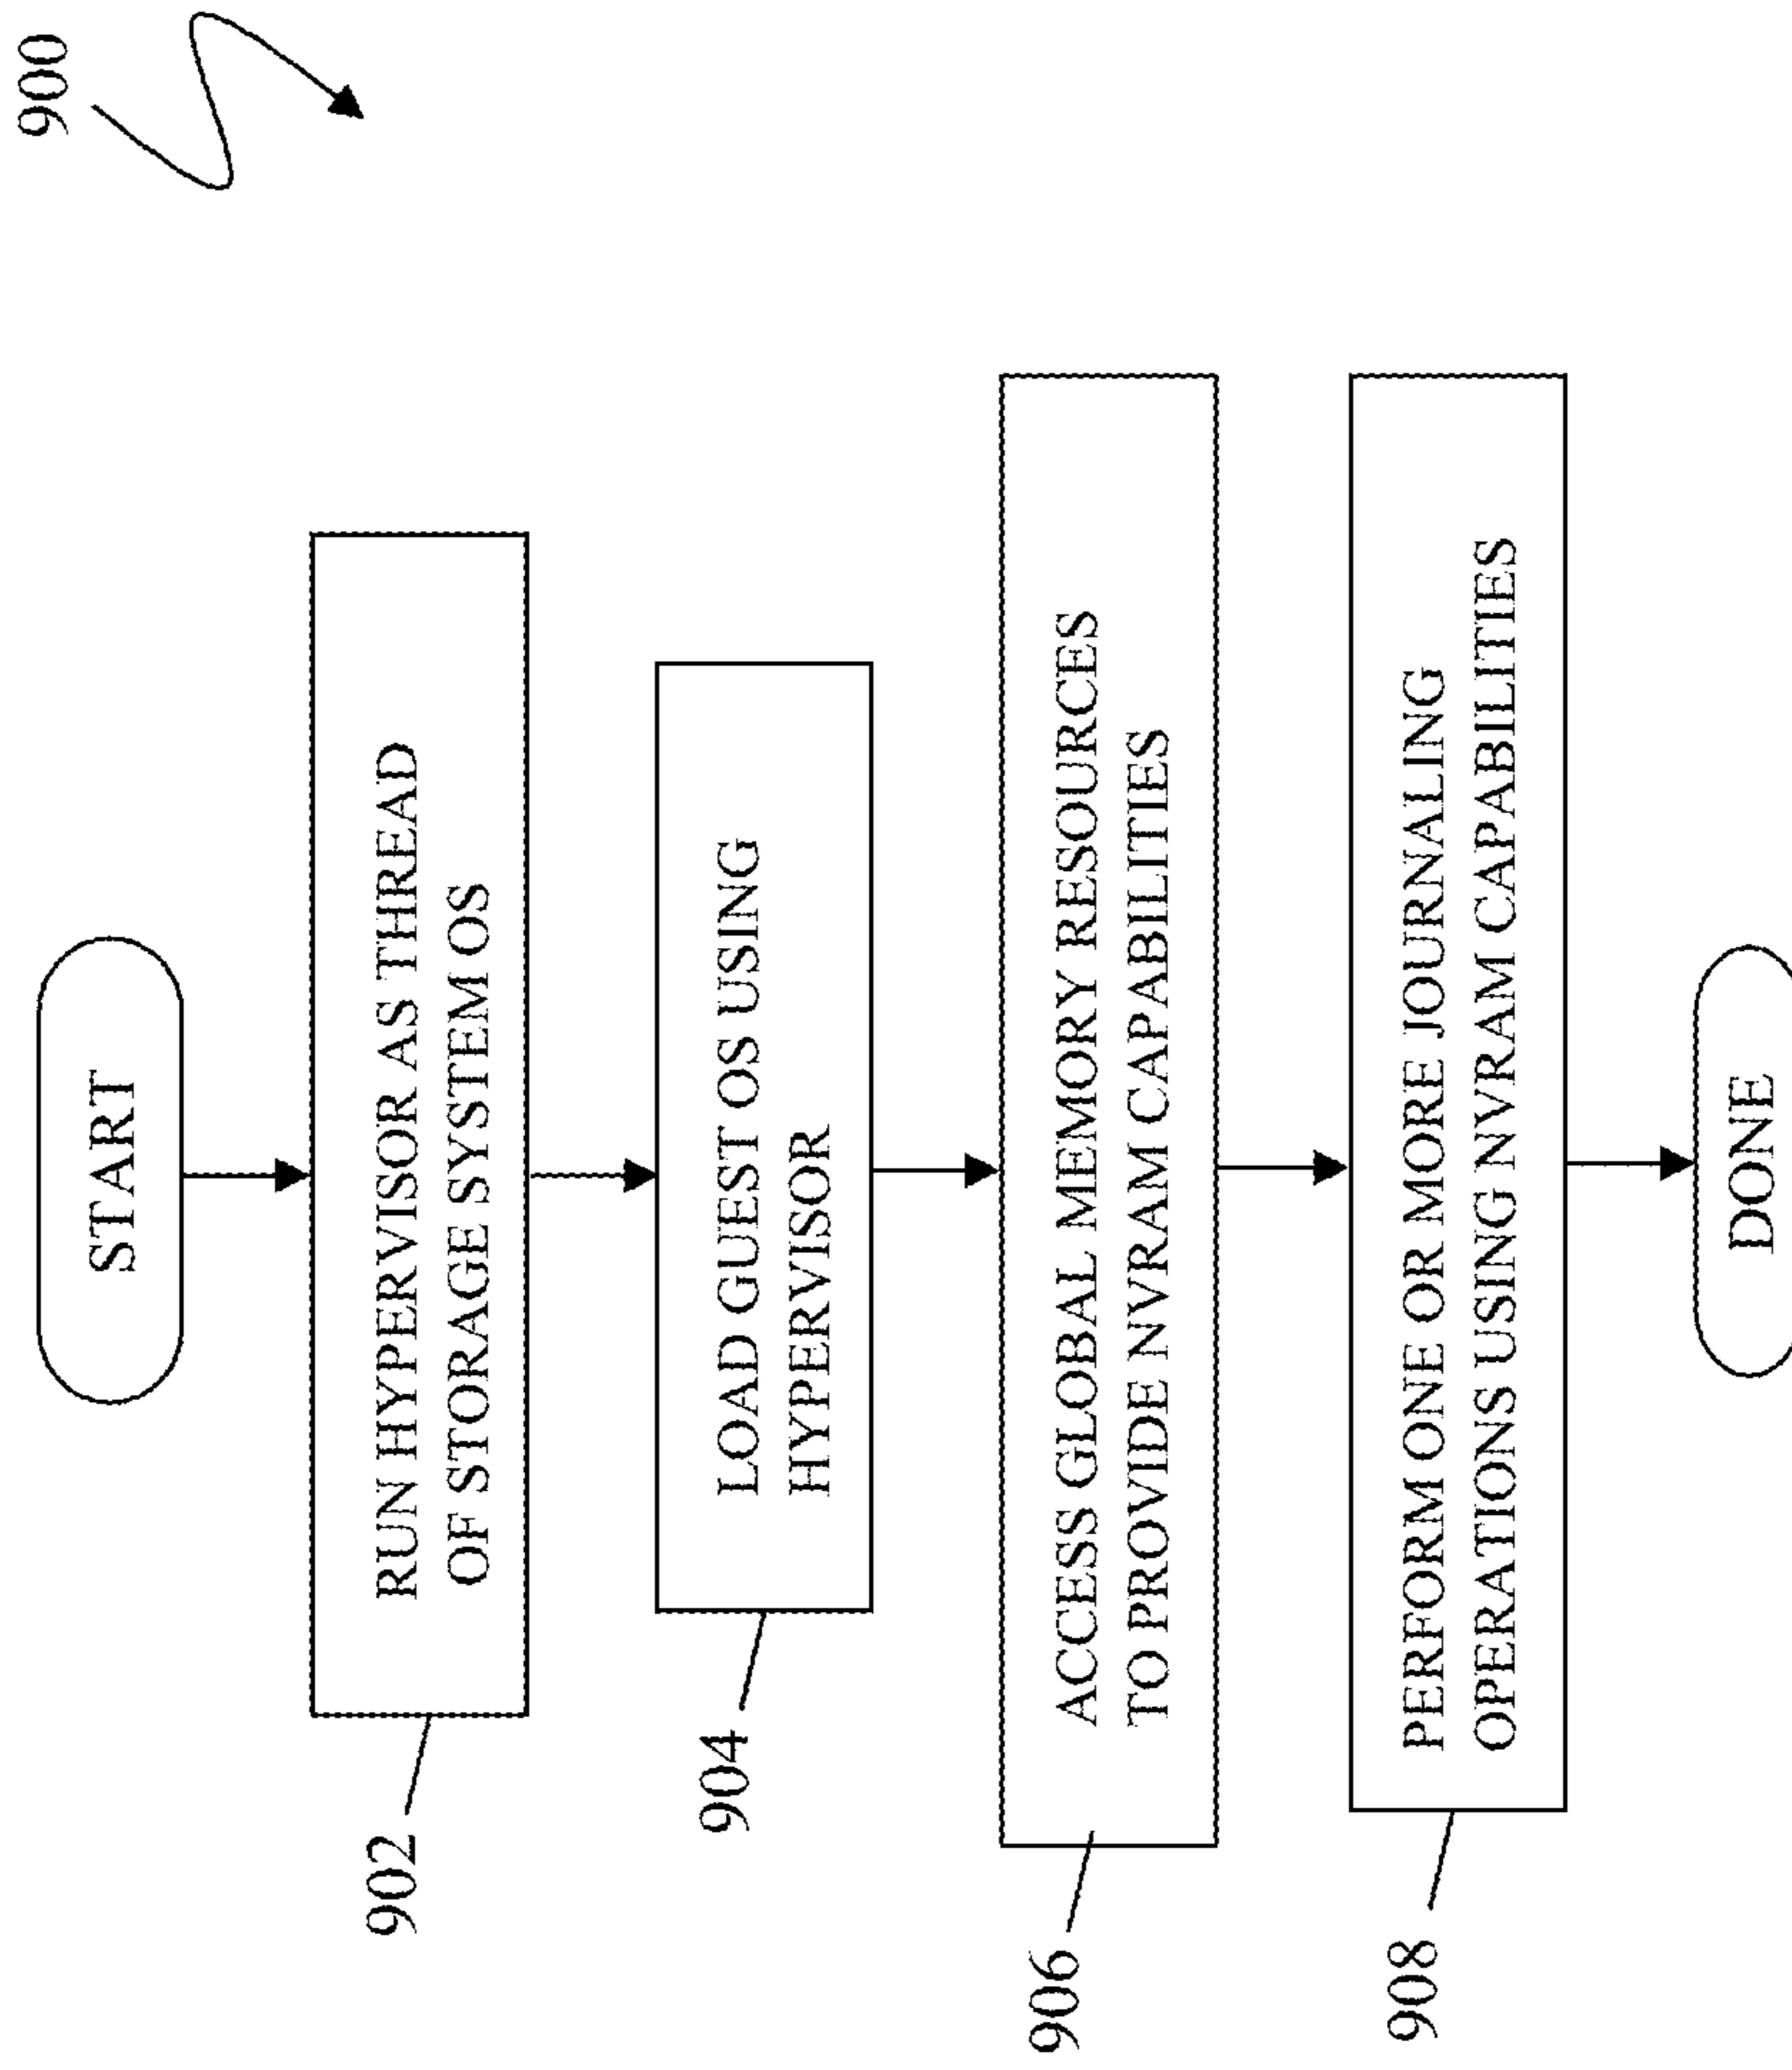 900
START
902
RUN HYPERVISOR AS THREAD
OF STORAGE SYSTEM OS
904
LOAD GUEST OS USING
HYPERVISOR
906
ACCESS GLOBAL MEMORY RESOURCES
TO PROVIDE NVRAM CAPABILITIES
908
PERFORM ONE OR MORE JOURNALING
OPERATIONS USING NVRAM CAPABILITIES
DONE